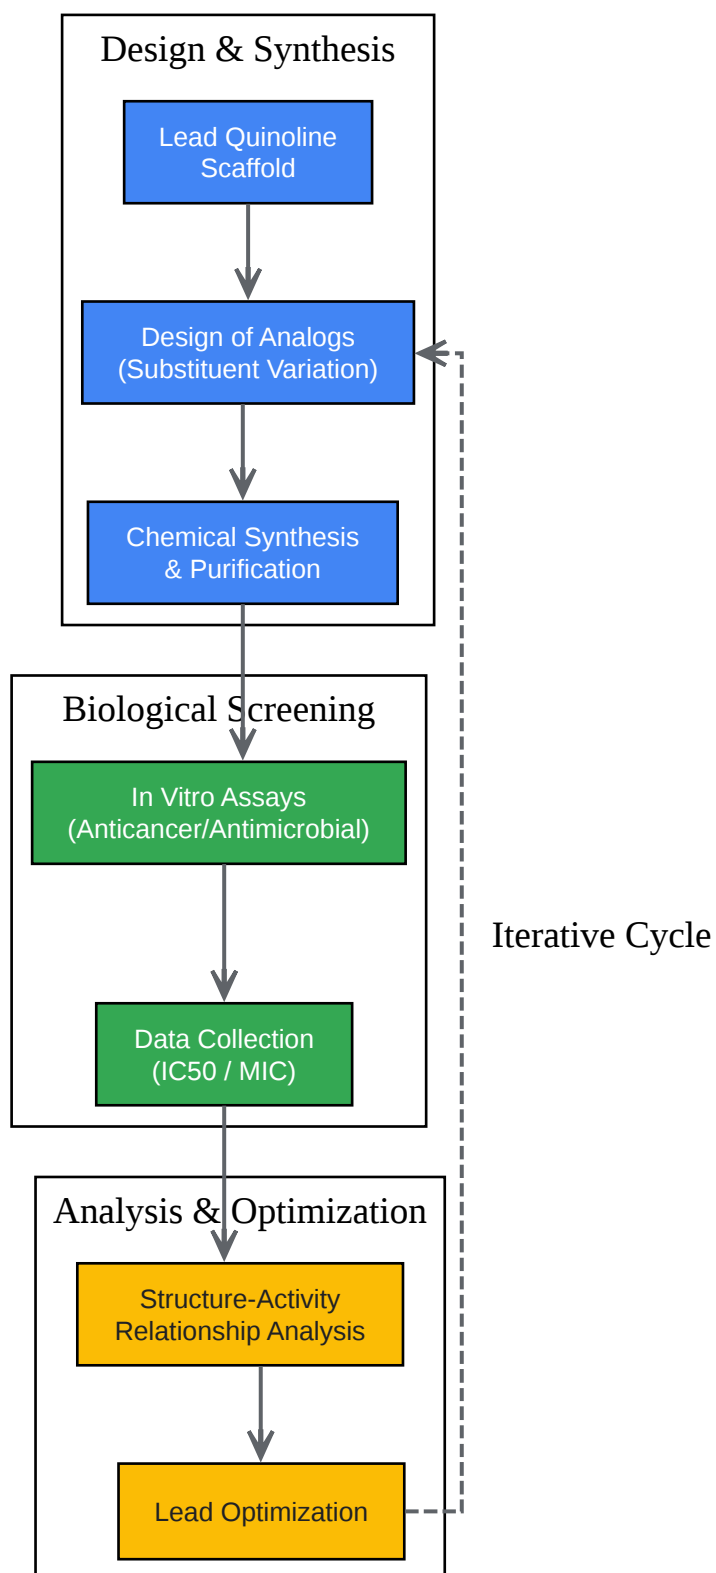 Design & Synthesis
Lead Quinoline
Scaffold
Design of Analogs
(Substituent Variation)
Chemical Synthesis
& Purification
Biological Screening
In Vitro Assays
(Anticancer/Antimicrobial)
Iterative Cycle
Data Collection
(IC50 / MIC)
Analysis & Optimization
Structure-Activity
Relationship Analysis
Lead Optimization